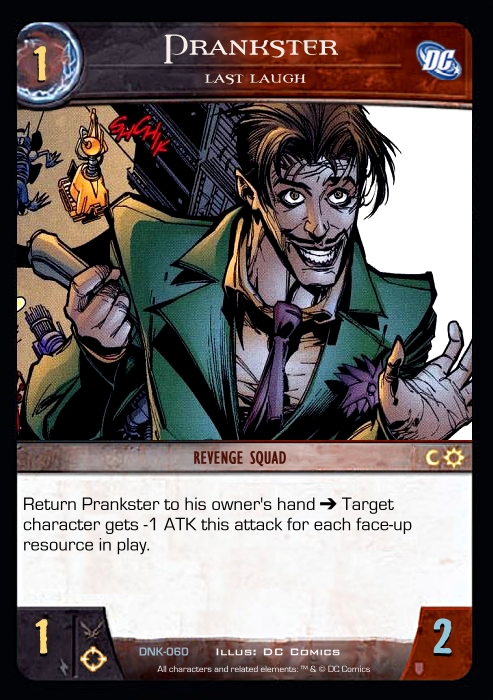 1
PRANKSTER
LAST LAUGH
DC
REVENGE SQUAD
C
Return Prankster to his owner's hand ➔ Target
character gets -1 ATK this attack for each face-up
resource in play.
1
2
DNK-060 ILLUS: DC COMICS
All characters and related elements: ™ & © DC Comics